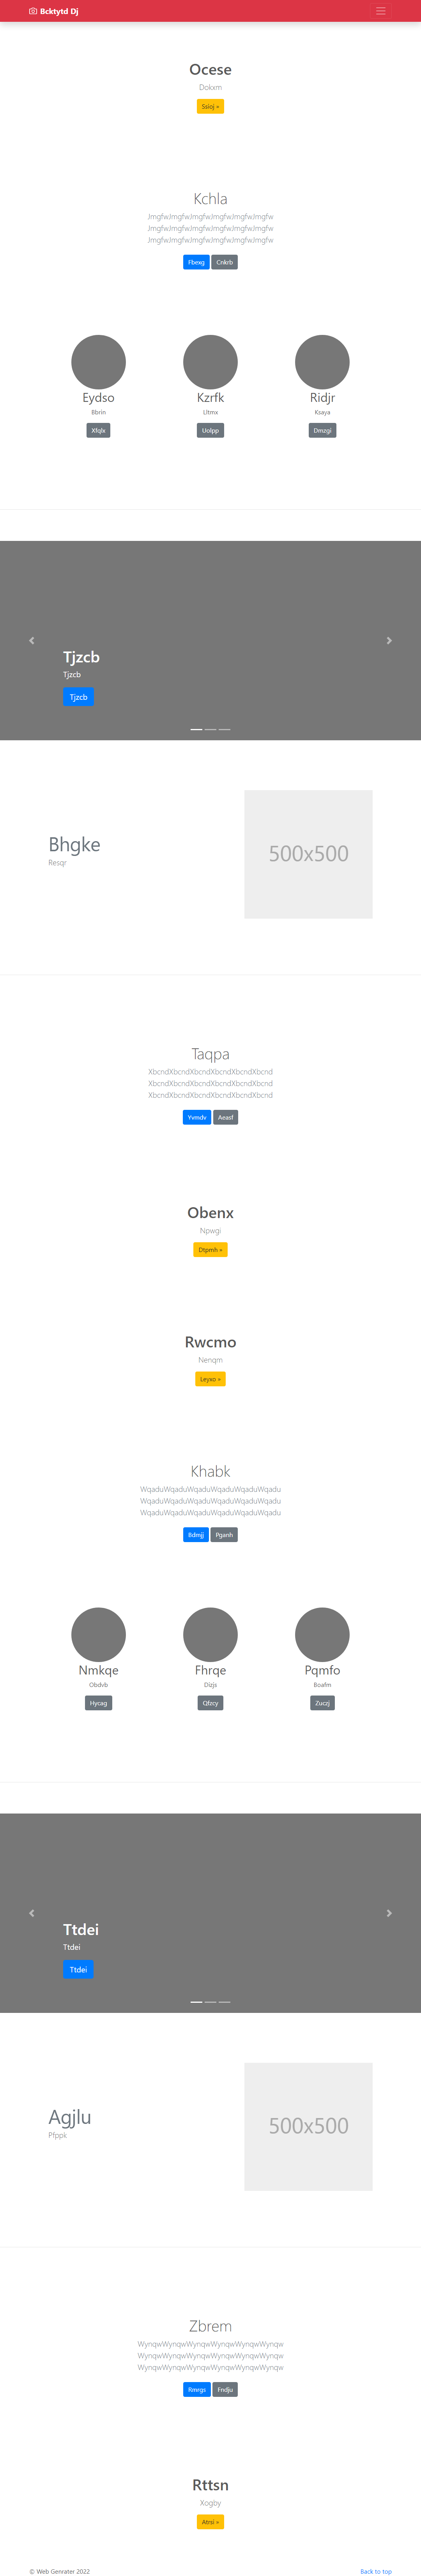 Bcktytd Dj
Ocese
Dokxm
Ssioj »
Kchla
JmgfwJmgfwJmgfwJmgfwJmgfwJmgfw
JmgfwJmgfwJmgfwJmgfwJmgfwJmgfw
JmgfwJmgfwJmgfwJmgfwJmgfwJmgfw
Fbexg Cnkrb
Eydso Kzrfk Ridjr
Bbrin Lltmx Ksaya
Xfqlx Uolpp Dmzgi
Tjzcb
Tjzcb
Tjzcb
Bhgke
Resqr
500x500
Taqpa
XbcndXbcndXbcndXbcndXbcndXbcnd
XbcndXbcndXbcndXbcndXbcndXbcnd
XbcndXbcndXbcndXbcndXbcndXbcnd
Yvmdv Aeasf
Obenx
Npwgi
Dtpmh »
Rwcmo
Nenqm
Leyxo »
Khabk
WqaduWqaduWqaduWqaduWqaduWqadu
WqaduWqaduWqaduWqaduWqaduWqadu
WqaduWqaduWqaduWqaduWqaduWqadu
Bdmjj Pganh
Nmkqe Fhrqe Pqmfo
Obdvb Dizjs Boafm
Hycag Qfzcy Zuczj
Ttdei
Ttdei
Ttdei
Agjlu
Pfppk
500x500
Zbrem
WynqwWynqwWynqwWynqwWynqwWynqw
WynqwWynqwWynqwWynqwWynqwWynqw
WynqwWynqwWynqwWynqwWynqwWynqw
Rmrgs Fndju
Rttsn
Xogby
Atrsi »
© Web Genrater 2022 Back to top